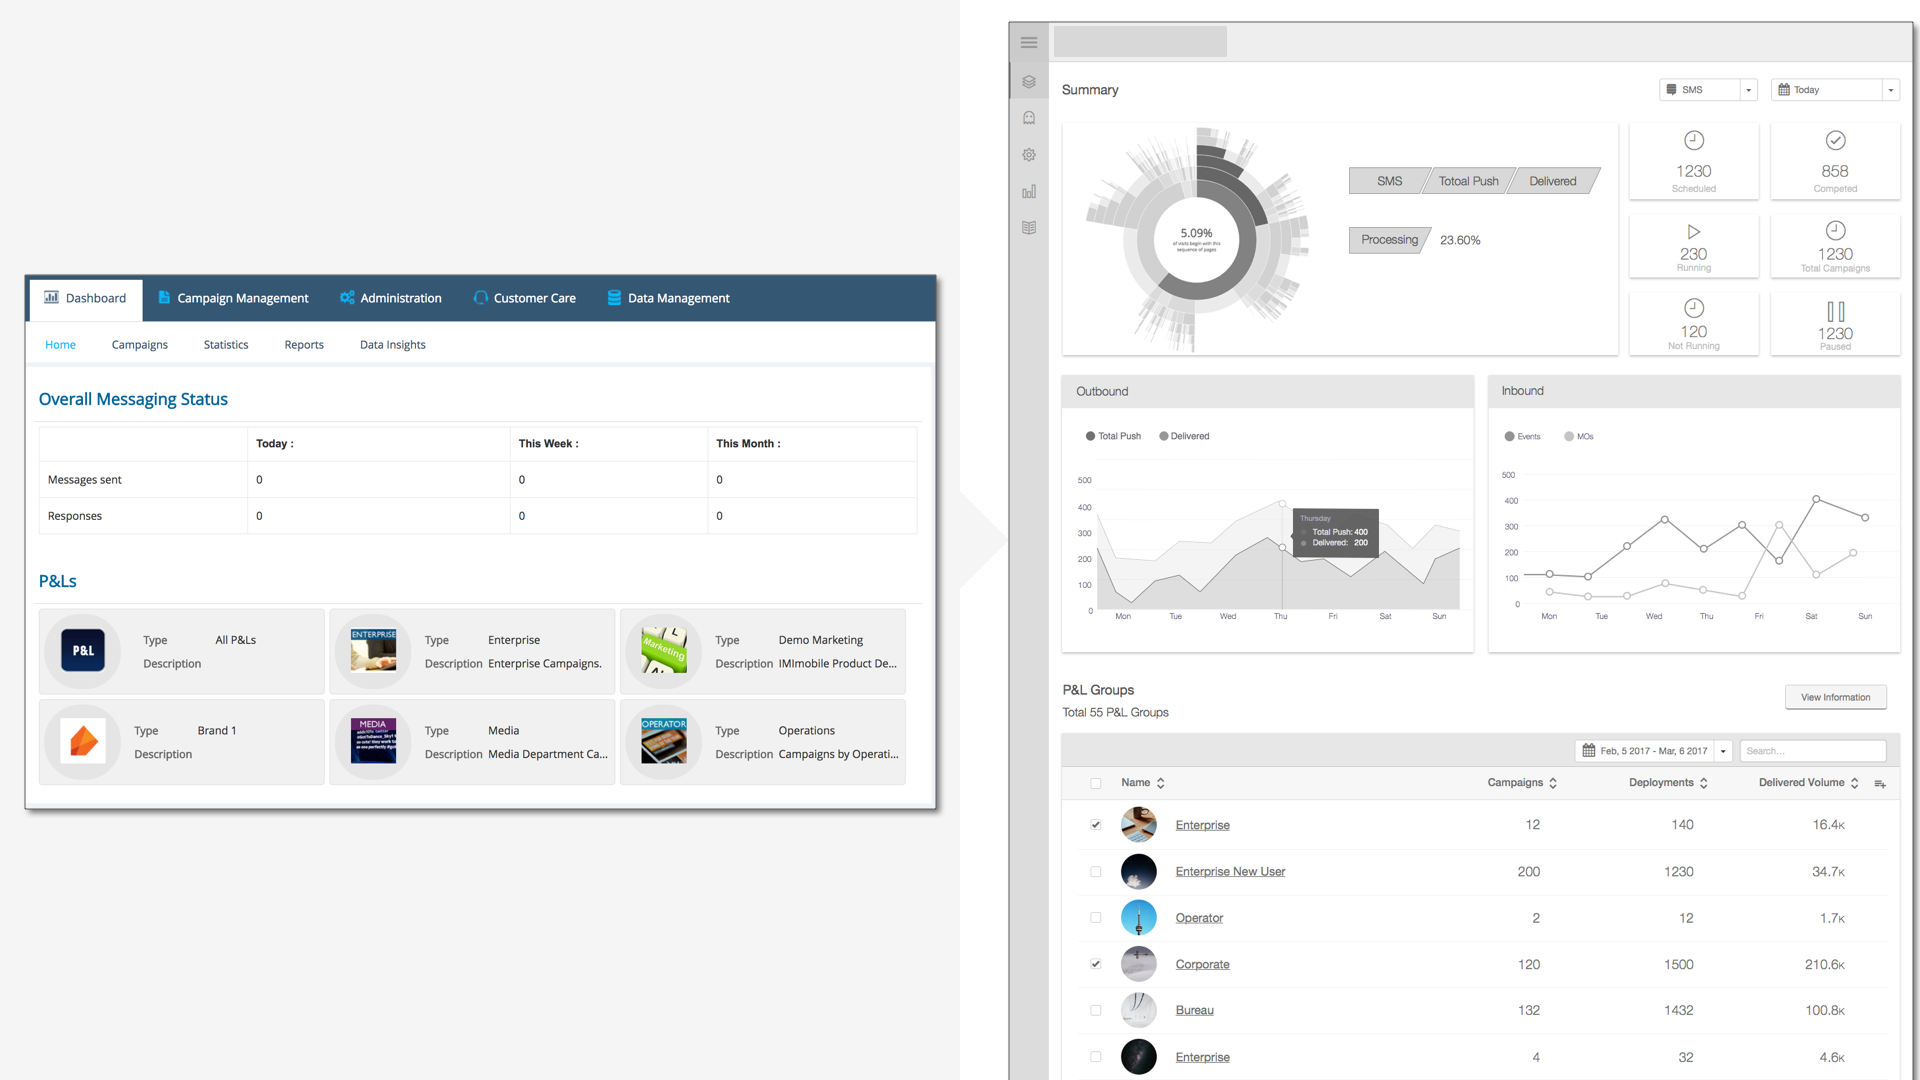 Dashboard
Campaign Management
Administration
Customer Care
Data Management
Home
Campaigns
Statistics
Reports
Data Insights
Overall Messaging Status
Today :
This Week :
This Month :
Messages sent
0
0
0
Responses
0
0
0
P&Ls
P&L
Type
All P&Ls
Description
ENTERPRISE
Type
Enterprise
Description
Enterprise Campaigns.
Marketing
Type
Demo Marketing
Description
IMImobile Product De...
Type
Brand 1
Description
MEDIA
Type
Media
Description
Media Department Ca...
OPERATOR
Type
Operations
Description
Campaigns by Operati...
Summary
SMS
Today
5.09%
of visits begin with this
sequence of pages
SMS
Totoal Push
Delivered
Processing
23.60%
1230
Scheduled
858
Competed
230
Running
1230
Total Campaigns
120
Not Running
1230
Paused
Outbound
Total Push
Delivered
500
400
300
200
100
0
Mon
Tue
Wed
Thu
Fri
Sat
Sun
Thursday
Total Push: 400
Delivered: 200
Inbound
Events
MOs
500
400
300
200
100
0
Mon
Tue
Wed
Thu
Fri
Sat
Sun
P&L Groups
Total 55 P&L Groups
View Information
Feb, 5 2017 - Mar, 6 2017
Search...
Name
Campaigns
Deployments
Delivered Volume
Enterprise
12
140
16.4K
Enterprise New User
200
1230
34.7K
Operator
2
12
1.7K
Corporate
120
1500
210.6K
Bureau
132
1432
100.8K
Enterprise
4
32
4.6K